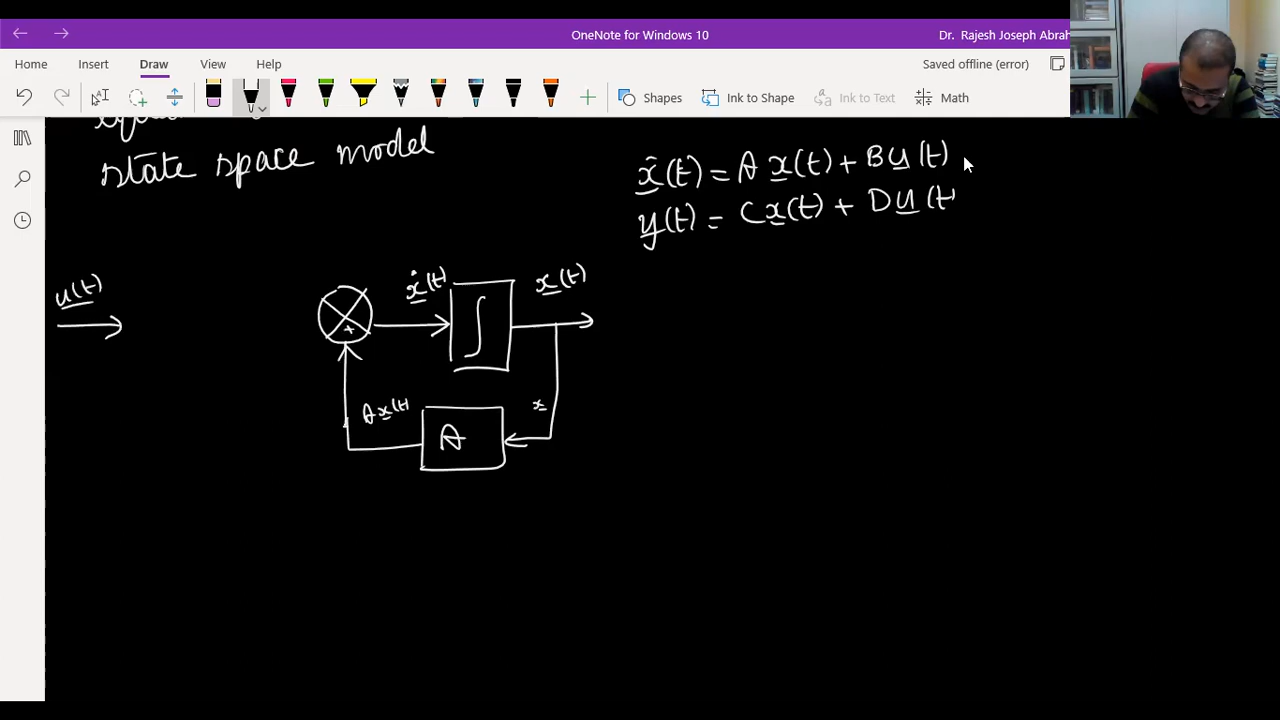 OneNote for Windows 10
Dr. Rajesh Joseph Abrah
Home Insert Draw View Help
Saved offline (error)
Shapes Ink to Shape Ink to Text Math
state space model
ẋ(t) = A x(t) + B u(t)
y(t) = C x(t) + D u(t
u(t)
ẋ(t)
x(t)
∫
+
A x(t)
x
A